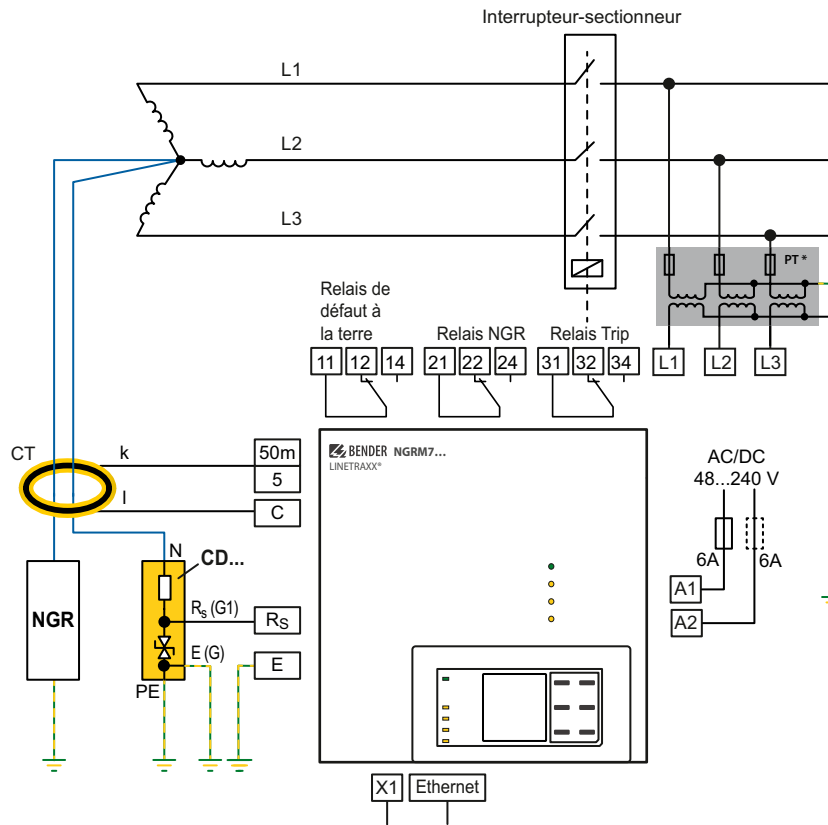 Interrupteur-sectionneur
L1
L2
L3
PT *
Relais de
défaut à
la terre
Relais NGR
Relais Trip
11
12
14
21
22
24
31
32
34
L1
L2
L3
CT
k
l
50m
5
C
BENDER NGRM7...
LINETRAXX®
AC/DC
48...240 V
6A
6A
A1
A2
N
CD...
NGR
Rs (G1)
RS
E (G)
E
PE
X1
Ethernet